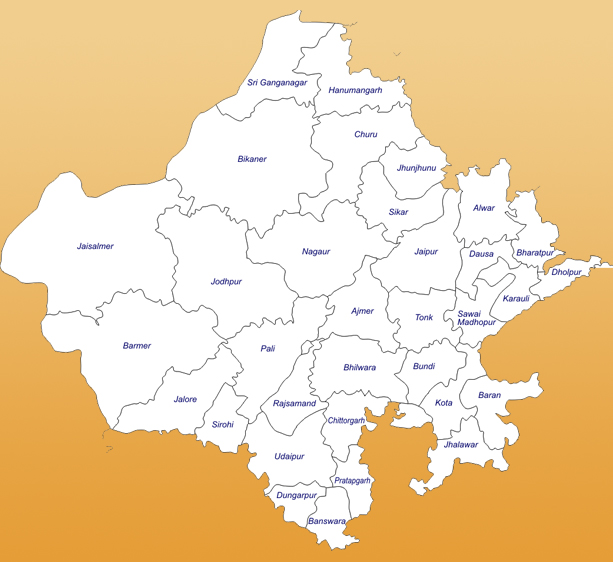 Sri Ganganagar
Hanumangarh
Churu
Bikaner
Jhunjhunu
Sikar
Alwar
Jaisalmer
Nagaur
Jaipur
Dausa
Bharatpur
Dholpur
Jodhpur
Karauli
Ajmer
Tonk
Sawai
Madhopur
Barmer
Pali
Bhilwara
Bundi
Jalore
Rajsamand
Kota
Baran
Sirohi
Chittorgarh
Jhalawar
Udaipur
Pratapgarh
Dungarpur
Banswara